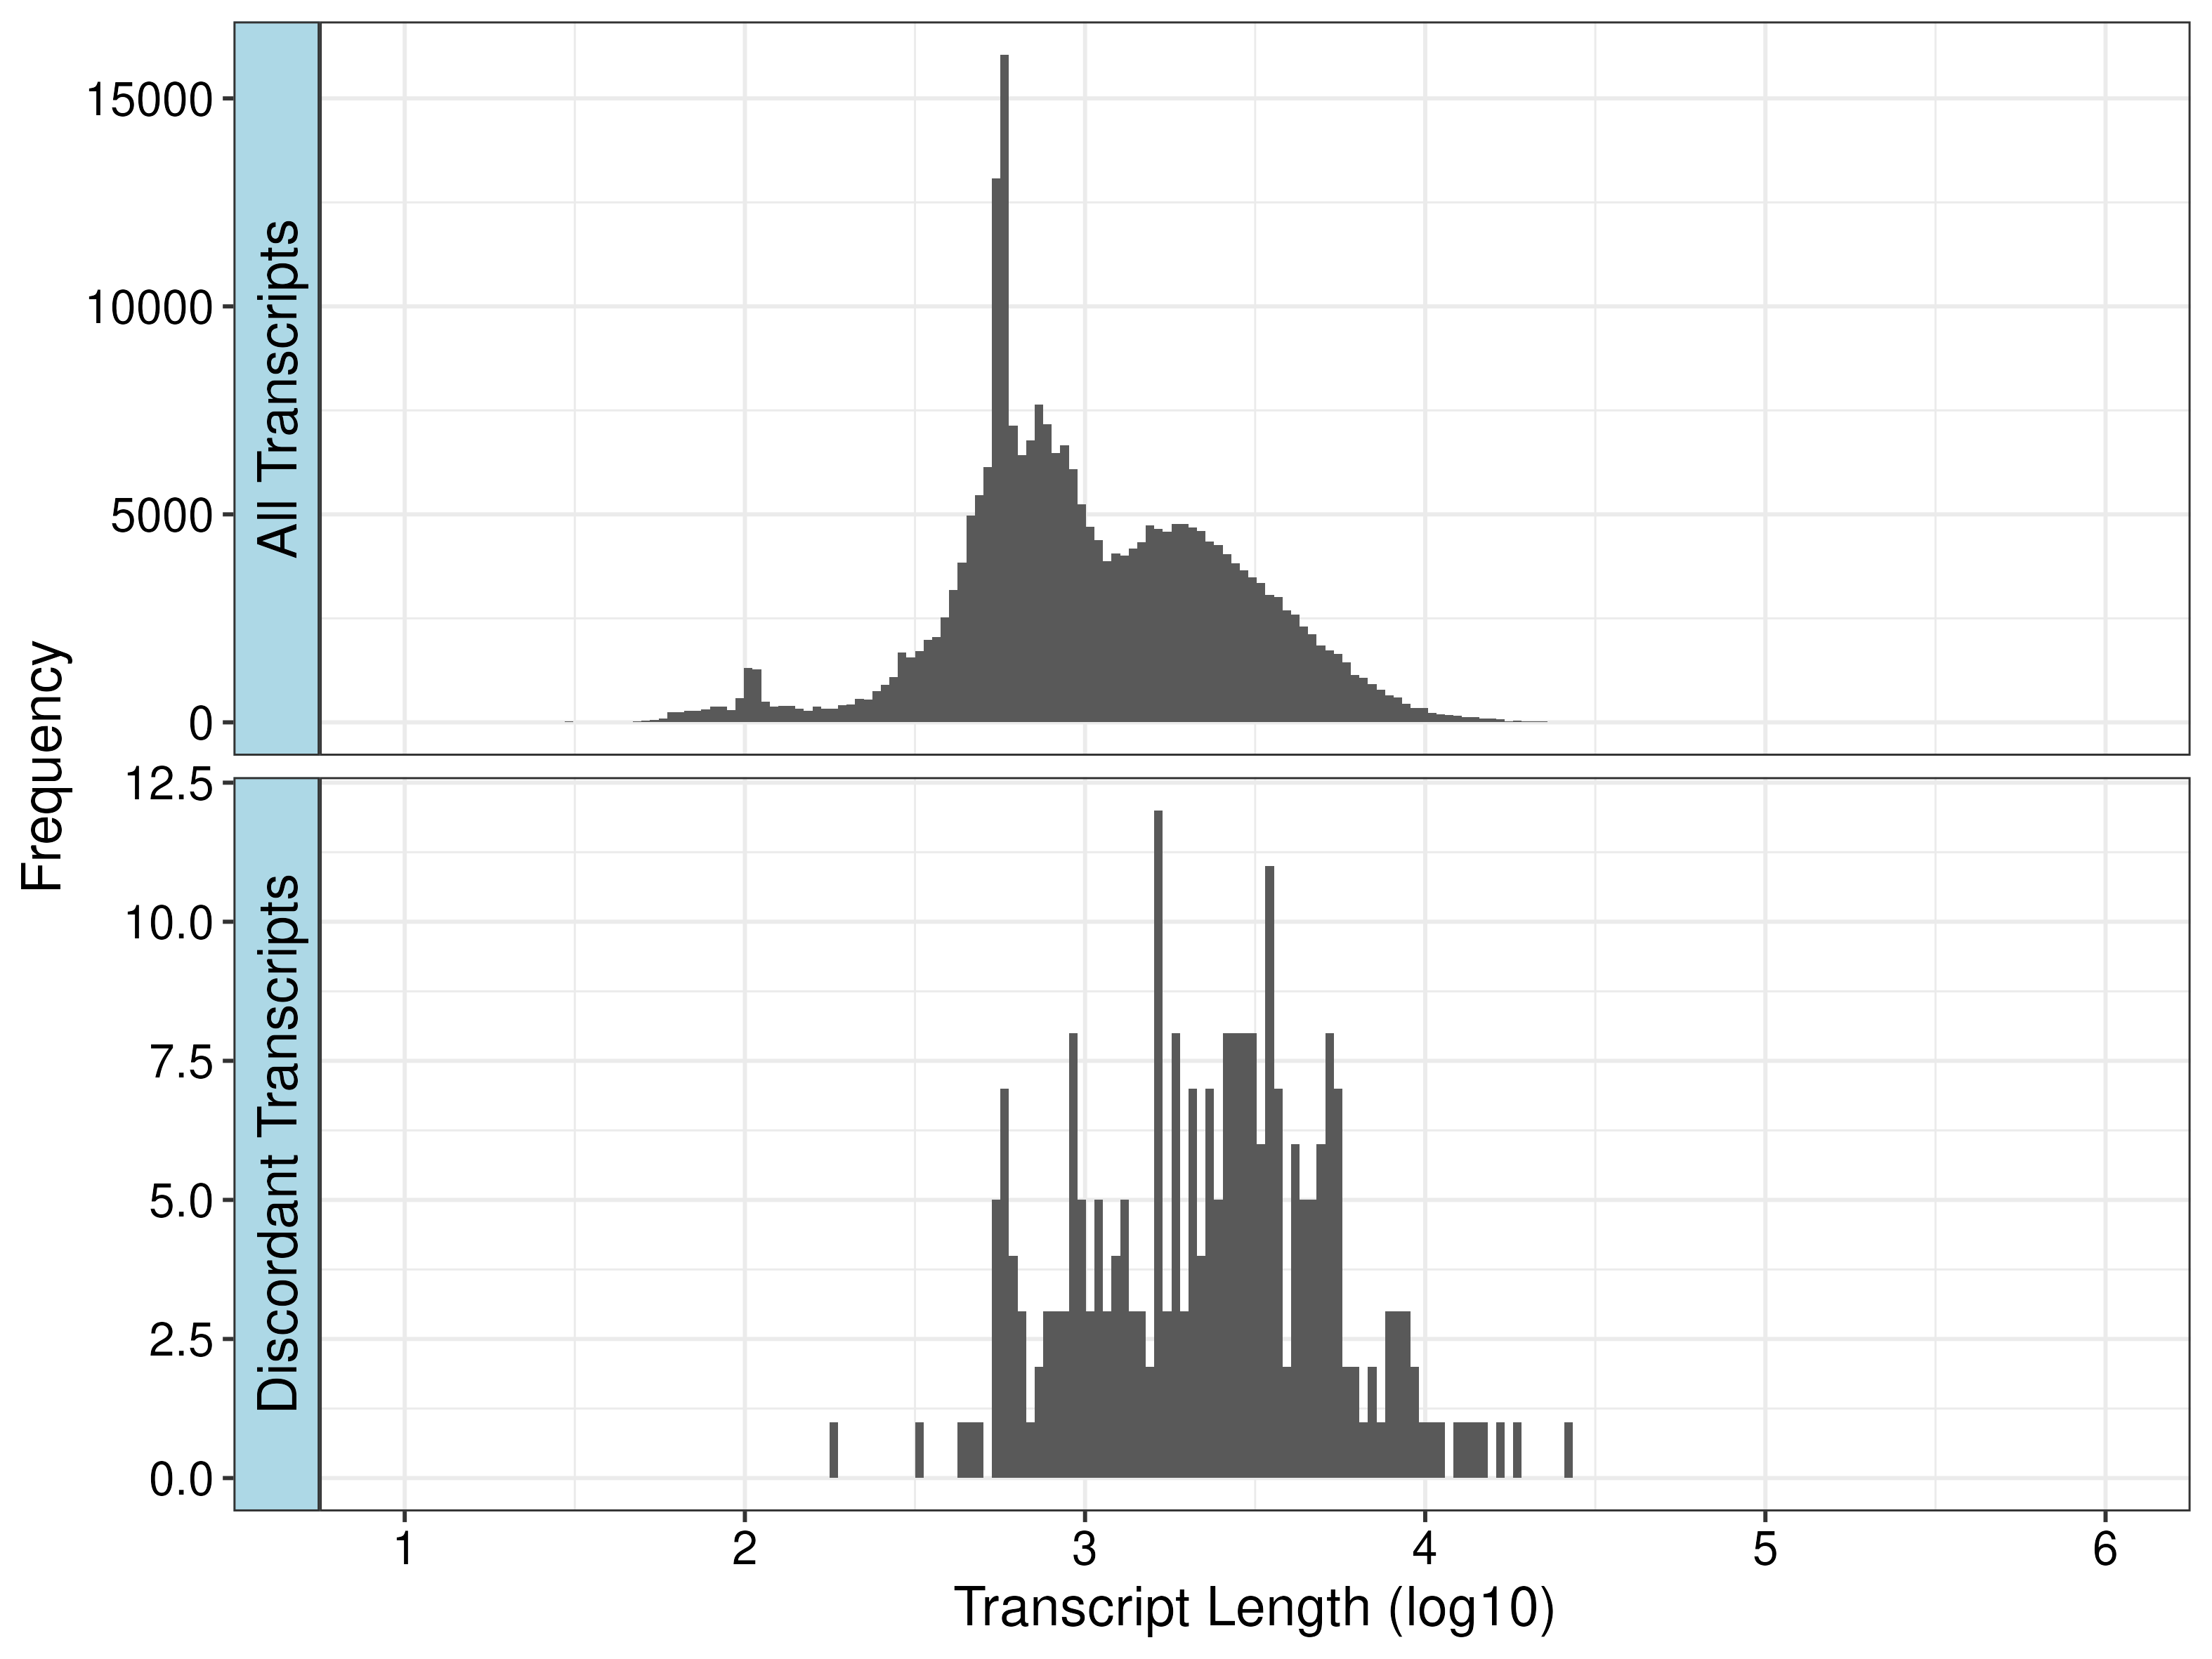 Frequency
All Transcripts
15000
10000
5000
0
Discordant Transcripts
12.5
10.0
7.5
5.0
2.5
0.0
1 2 3 4 5 6
Transcript Length (log10)